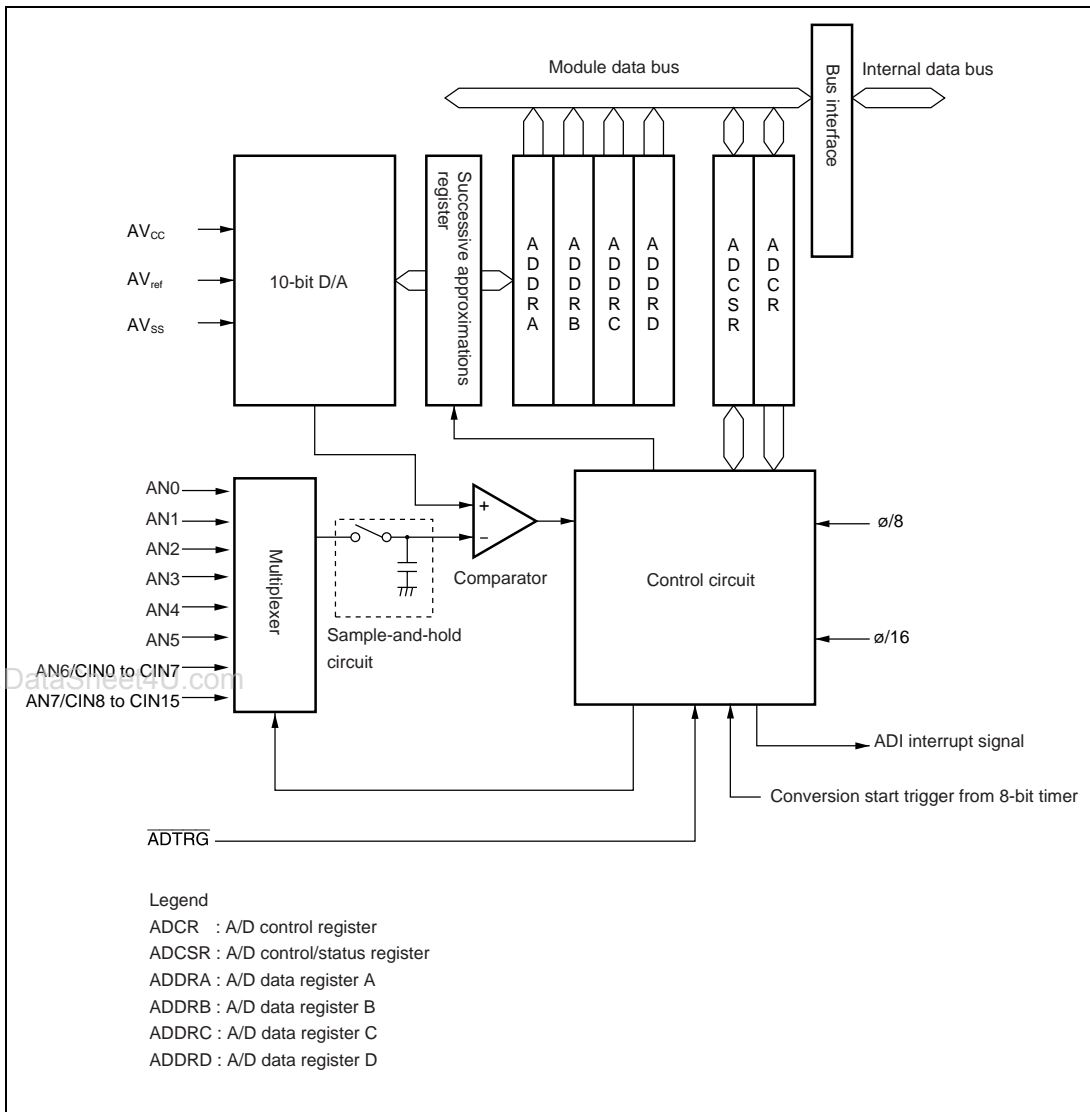 Module data bus
Internal data bus
Bus interface
AVCC
AVref
AVSS
10-bit D/A
Successive approximations
register
ADDRA
ADDRB
ADDRC
ADDRD
ADCSR
ADCR
AN0
AN1
AN2
AN3
AN4
AN5
AN6/CIN0 to CIN7
AN7/CIN8 to CIN15
Multiplexer
+
−
Comparator
Sample-and-hold
circuit
Control circuit
ø/8
ø/16
ADI interrupt signal
Conversion start trigger from 8-bit timer
ADTRG
DataSheet4U.com
Legend
ADCR : A/D control register
ADCSR : A/D control/status register
ADDRA : A/D data register A
ADDRB : A/D data register B
ADDRC : A/D data register C
ADDRD : A/D data register D